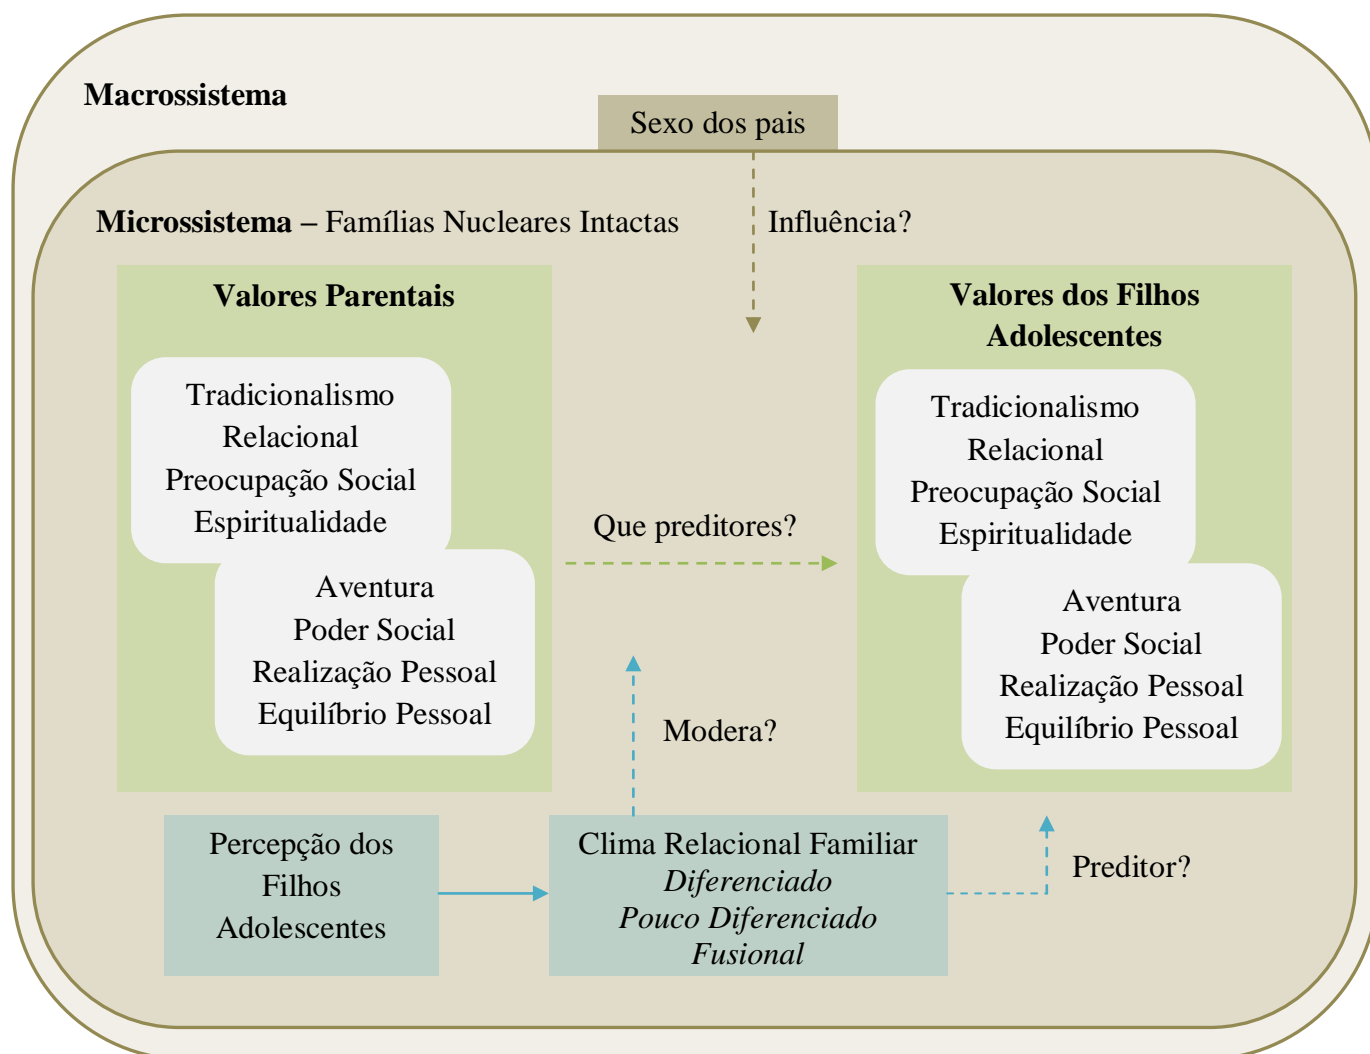 Macrossistema
Sexo dos pais
Microssistema – Famílias Nucleares Intactas
Influência?
Valores Parentais
Tradicionalismo
Relacional
Preocupação Social
Espiritualidade
Aventura
Poder Social
Realização Pessoal
Equilíbrio Pessoal
Que preditores?
Modera?
Valores dos Filhos
Adolescentes
Tradicionalismo
Relacional
Preocupação Social
Espiritualidade
Aventura
Poder Social
Realização Pessoal
Equilíbrio Pessoal
Percepção dos
Filhos
Adolescentes
Clima Relacional Familiar
Diferenciado
Pouco Diferenciado
Fusional
Preditor?